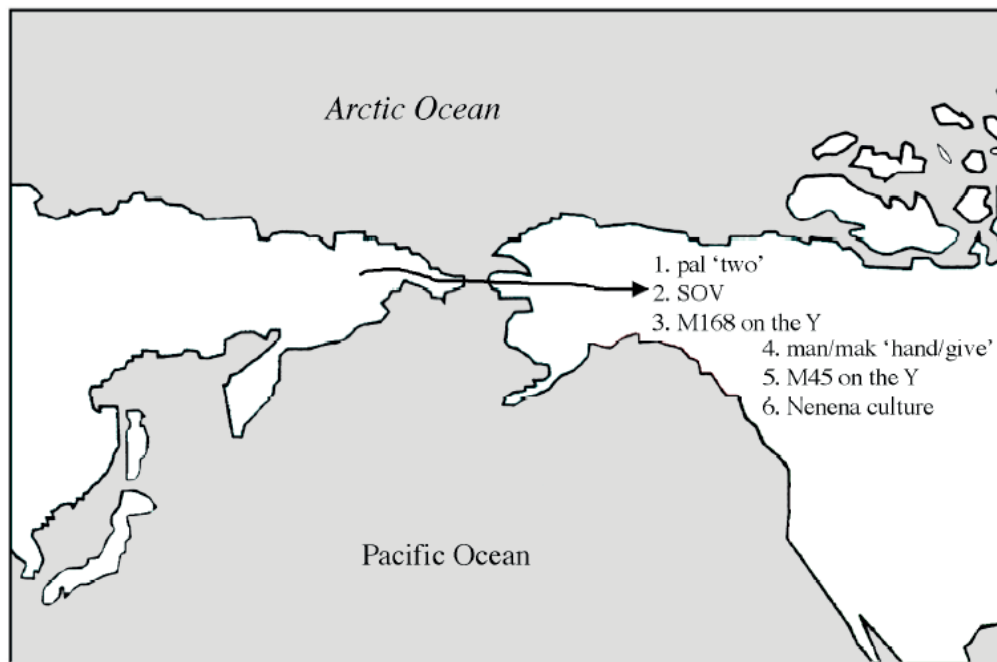 Arctic Ocean
1. pal ‘two’
2. SOV
3. M168 on the Y
4. man/mak ‘hand/give’
5. M45 on the Y
6. Nenena culture
Pacific Ocean